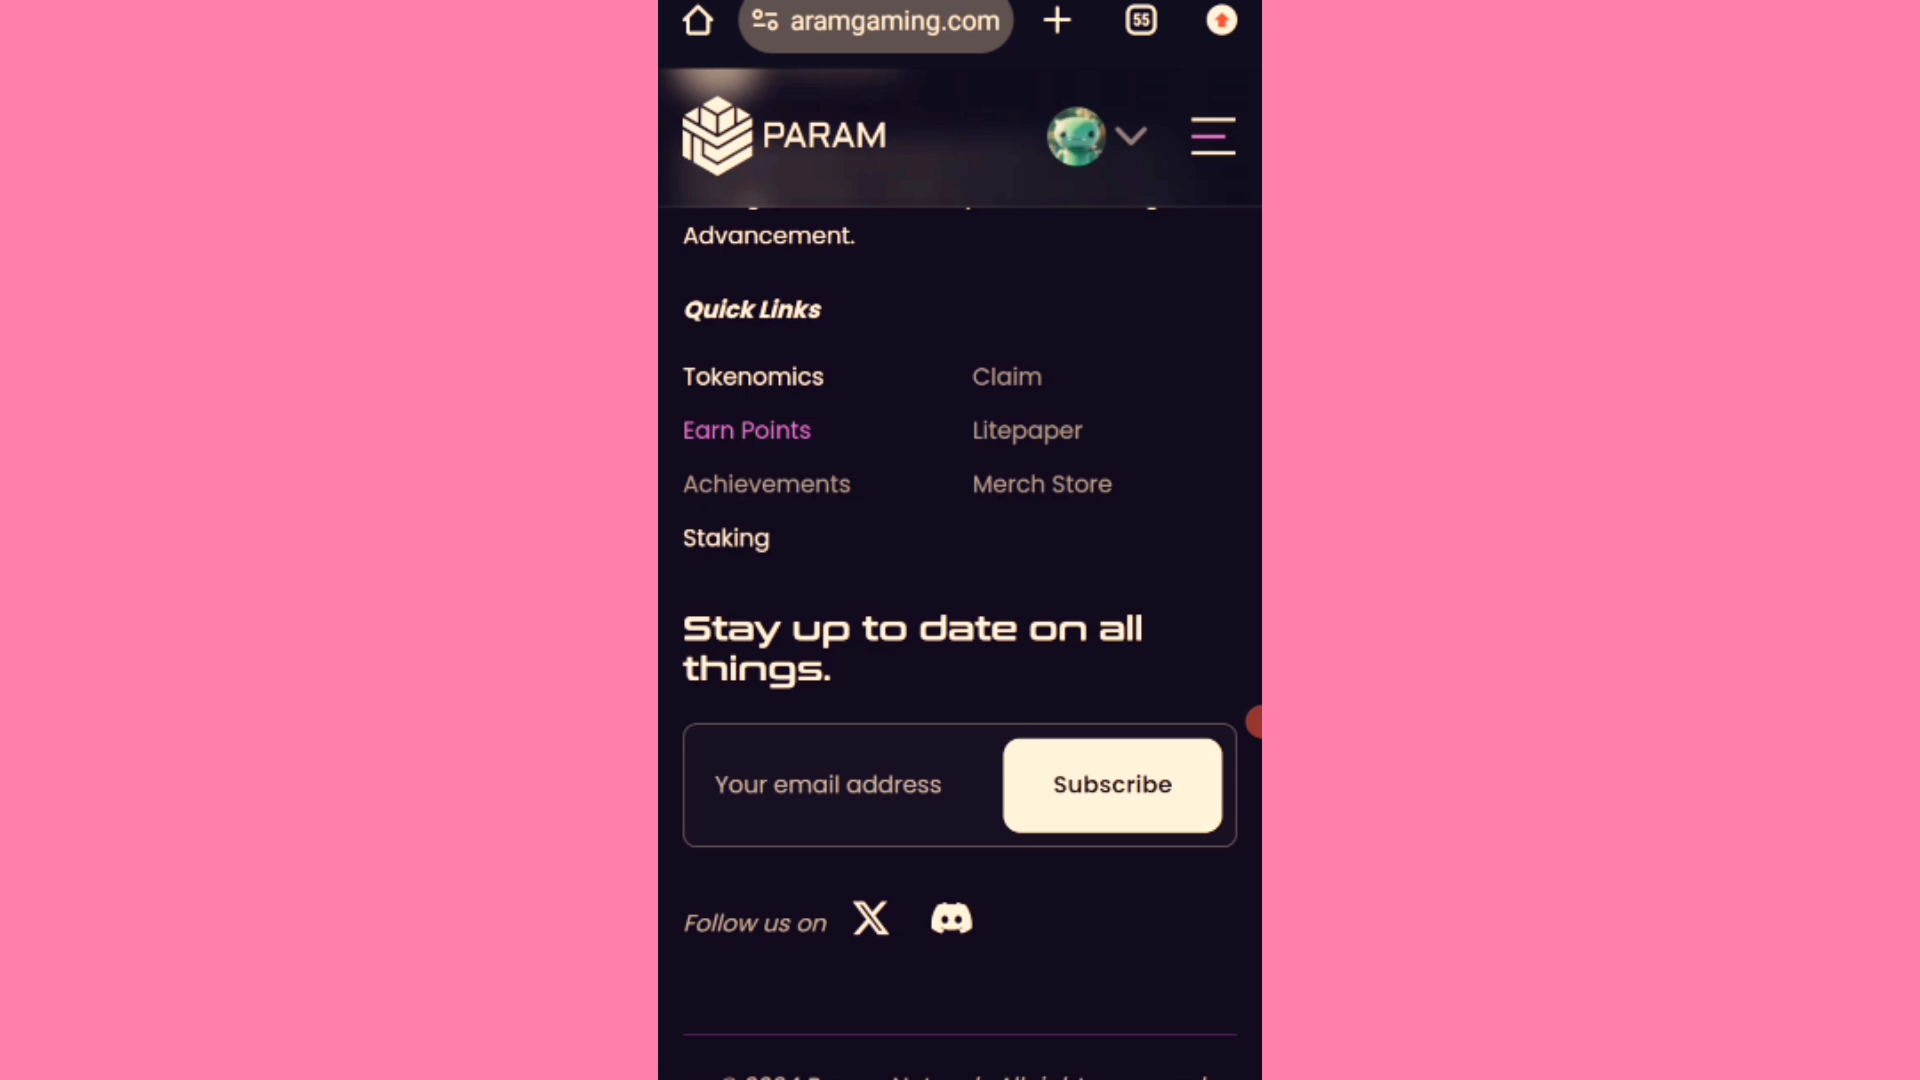 aramgaming.com
55
PARAM
Advancement.
Quick Links
Tokenomics
Claim
Earn Points
Litepaper
Achievements
Merch Store
Staking
Stay up to date on all
things.
Your email address
Subscribe
Follow us on